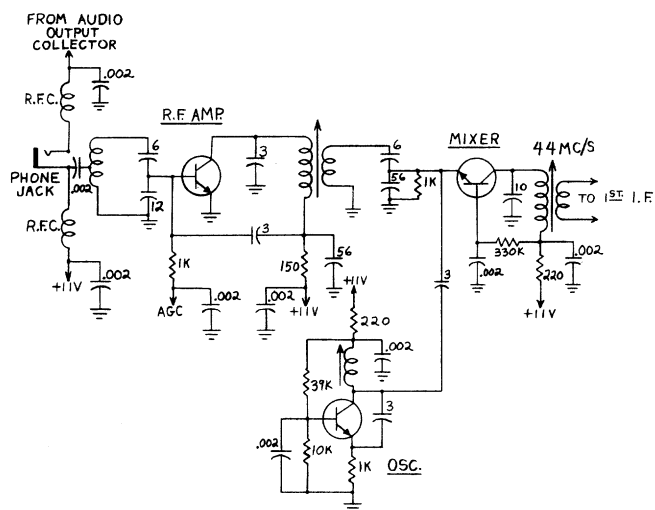 FROM AUDIO
OUTPUT
COLLECTOR
.002
R.F.C.
R.F. AMP.
MIXER
44MC/S
PHONE
JACK
.002
6
12
3
6
56
1K
10
TO 1ST. I.F.
R.F.C.
3
3
330K
.002
.002
1K
150
56
.002
220
+11V
.002
AGC
.002
.002
+11V
+11V
+11V
220
.002
39K
3
.002
10K
1K
OSC.